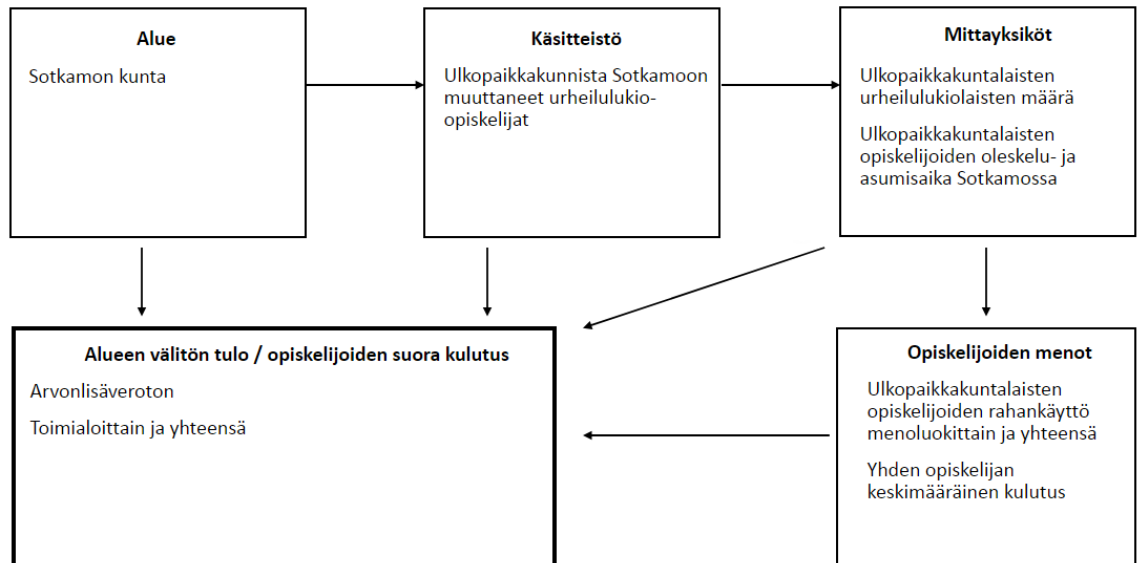 Alue
Sotkamon kunta
Käsitteistö
Ulkopaikkakunnista Sotkamoon
muuttaneet urheilulukio-
opiskelijat
Mittayksiköt
Ulkopaikkakuntalaisten
urheilulukiolaisten määrä
Ulkopaikkakuntalaisten
opiskelijoiden oleskelu- ja
asumisaika Sotkamossa
Alueen välitön tulo / opiskelijoiden suora kulutus
Arvonlisäveroton
Toimialoittain ja yhteensä
Opiskelijoiden menot
Ulkopaikkakuntalaisten
opiskelijoiden rahankäyttö
menoluokittain ja yhteensä
Yhden opiskelijan
keskimääräinen kulutus